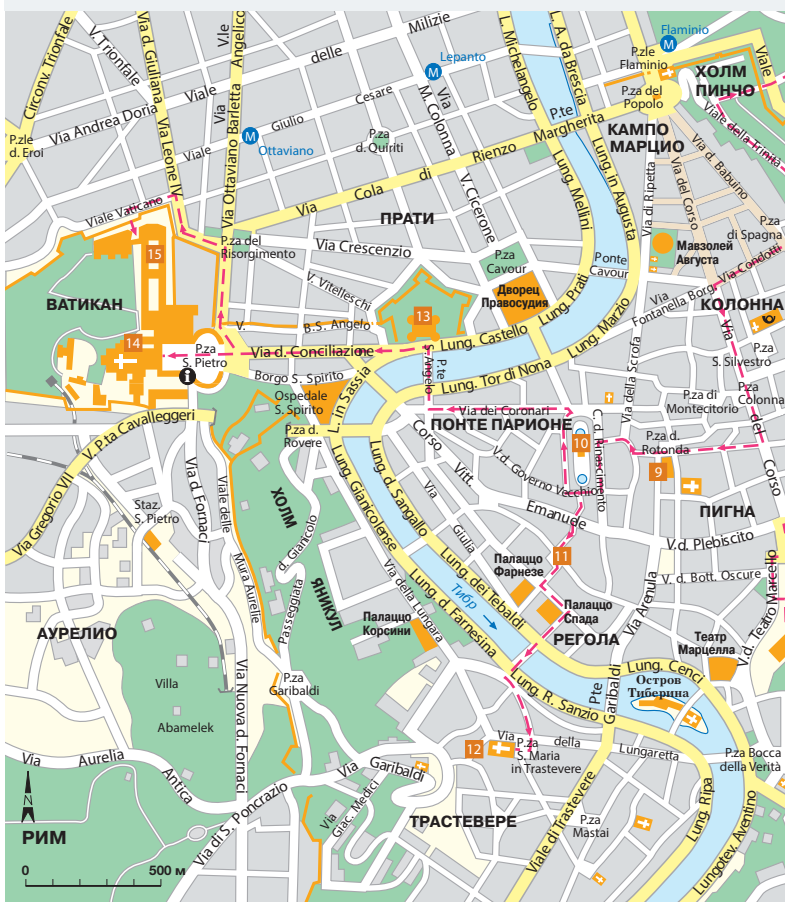 Flaminio
Milizie
delle
Viale
V. Trionfale
Circonv. Trionfale
Via d. Giuliana
V.le
Angelico
Lepanto
M
M
L. Michelangelo
L. A. da Brescia
P.zle
Flaminio
P.za del
Popolo
ХОЛМ
ПИНЧО
Viale
Viale della Trinità
Via Andrea Doria
P.zle
d. Eroi
Via Leone IV
Via Ottaviano Barletta
M
Ottaviano
Viale
Giulio
Cesare
P.za
d. Quiriti
Via
M. Colonna
P.te
Margherita
КАМПО
МАРЦИО
Via
Cola
di
Rienzo
V. Cicerone
Lung. Mellini
Lung. in Augusta
Via di Ripetta
Via del Corso
Via d. Babuino
P.za
di Spagna
Viale Vaticano
P.za del
Risorgimento
ПРАТИ
Via Crescenzio
V. Vitelleschi
P.za
Cavour
Ponte
Cavour
Мавзолей
Августа
15
ВАТИКАН
13
Дворец
Правосудия
Lung. Prati
Lung. Marzio
Via
Fontanella Borg.
Via Condotti
КОЛОННА
14
P.za
S. Pietro
i
V.
B.S. Angelo
Via d. Conciliazione
Borgo S. Spirito
Ospedale
S. Spirito
L. in Sassia
Lung. Castello
P.te
S. Angelo
Lung. Tor di Nona
Via della Scrofa
Via
del
Corso
P.za
S. Silvestro
P.za
Colonna
P.za di
Montecitorio
V. P.ta Cavalleggeri
P.za d.
Rovere
Via dei Coronari
ПОНТЕ ПАРИОНЕ
10
C. d. Rinascimento
P.za d.
Rotonda
9
ПИГНА
Via Gregorio VII
Via d. Fornaci
Viale delle
Mura Aurelie
Staz.
S. Pietro
ХОЛМ
ЯНИКУЛ
Passeggiata
d. Gianicolo
Lung. Gianicolense
Lung. d. Sangallo
Corso
Vitt.
Emanuele
V.d. Governo Vecchio
Via
Giulia
11
V.d. Plebiscito
V. d. Bott. Oscure
Палаццо
Фарнезе
Палаццо
Спада
Lung. dei Tebaldi
Тибр
Lung. d. Farnesina
Via della Lungara
Палаццо
Корсини
РЕГОЛА
Via Arenula
Театр
Марцелла
V.d. Teatro Marcello
АУРЕЛИО
Villa
Abamelek
P.za
Garibaldi
Via Nuova d. Fornaci
Lung. R. Sanzio
P.te
Garibaldi
Lung. Cenci
Остров
Тиберина
12
Via
della
Lungaretta
P.za
S. Maria
in Trastevere
P.za Bocca
della Verità
Via
Aurelia
Antica
Via
Garibaldi
Via
Giac. Medici
Via di S. Poncrazio
ТРАСТЕВЕРЕ
Viale di Trastevere
P.za
Mastai
Lung. Ripa
Lungotev. Aventino
N
РИМ
0
500 м